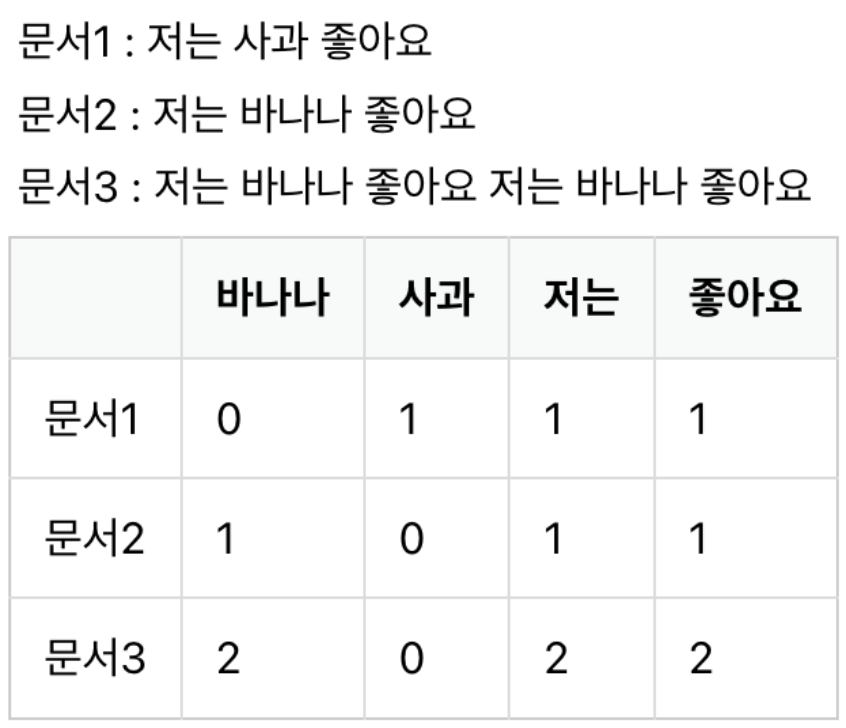 문서1 : 저는 사과 좋아요
문서2 : 저는 바나나 좋아요
문서3 : 저는 바나나 좋아요 저는 바나나 좋아요
바나나 사과 저는 좋아요
문서1 0 1 1 1
문서2 1 0 1 1
문서3 2 0 2 2